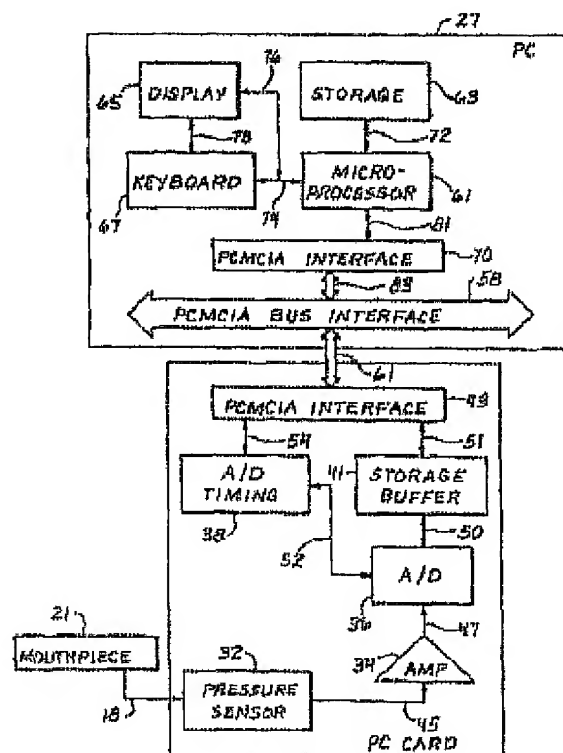 27
PC
76
65 DISPLAY
STORAGE 63
78
72
KEYBOARD
MICRO-
PROCESSOR
67
74
61
81
PCMCIA INTERFACE
70
83
58
PCMCIA BUS INTERFACE
61
PCMCIA INTERFACE
49
54
51
A/D
TIMING
41
STORAGE
BUFFER
38
52
50
A/D
36
47
21
MOUTHPIECE
32
34
AMP
18
PRESSURE
SENSOR
45
PC CARD